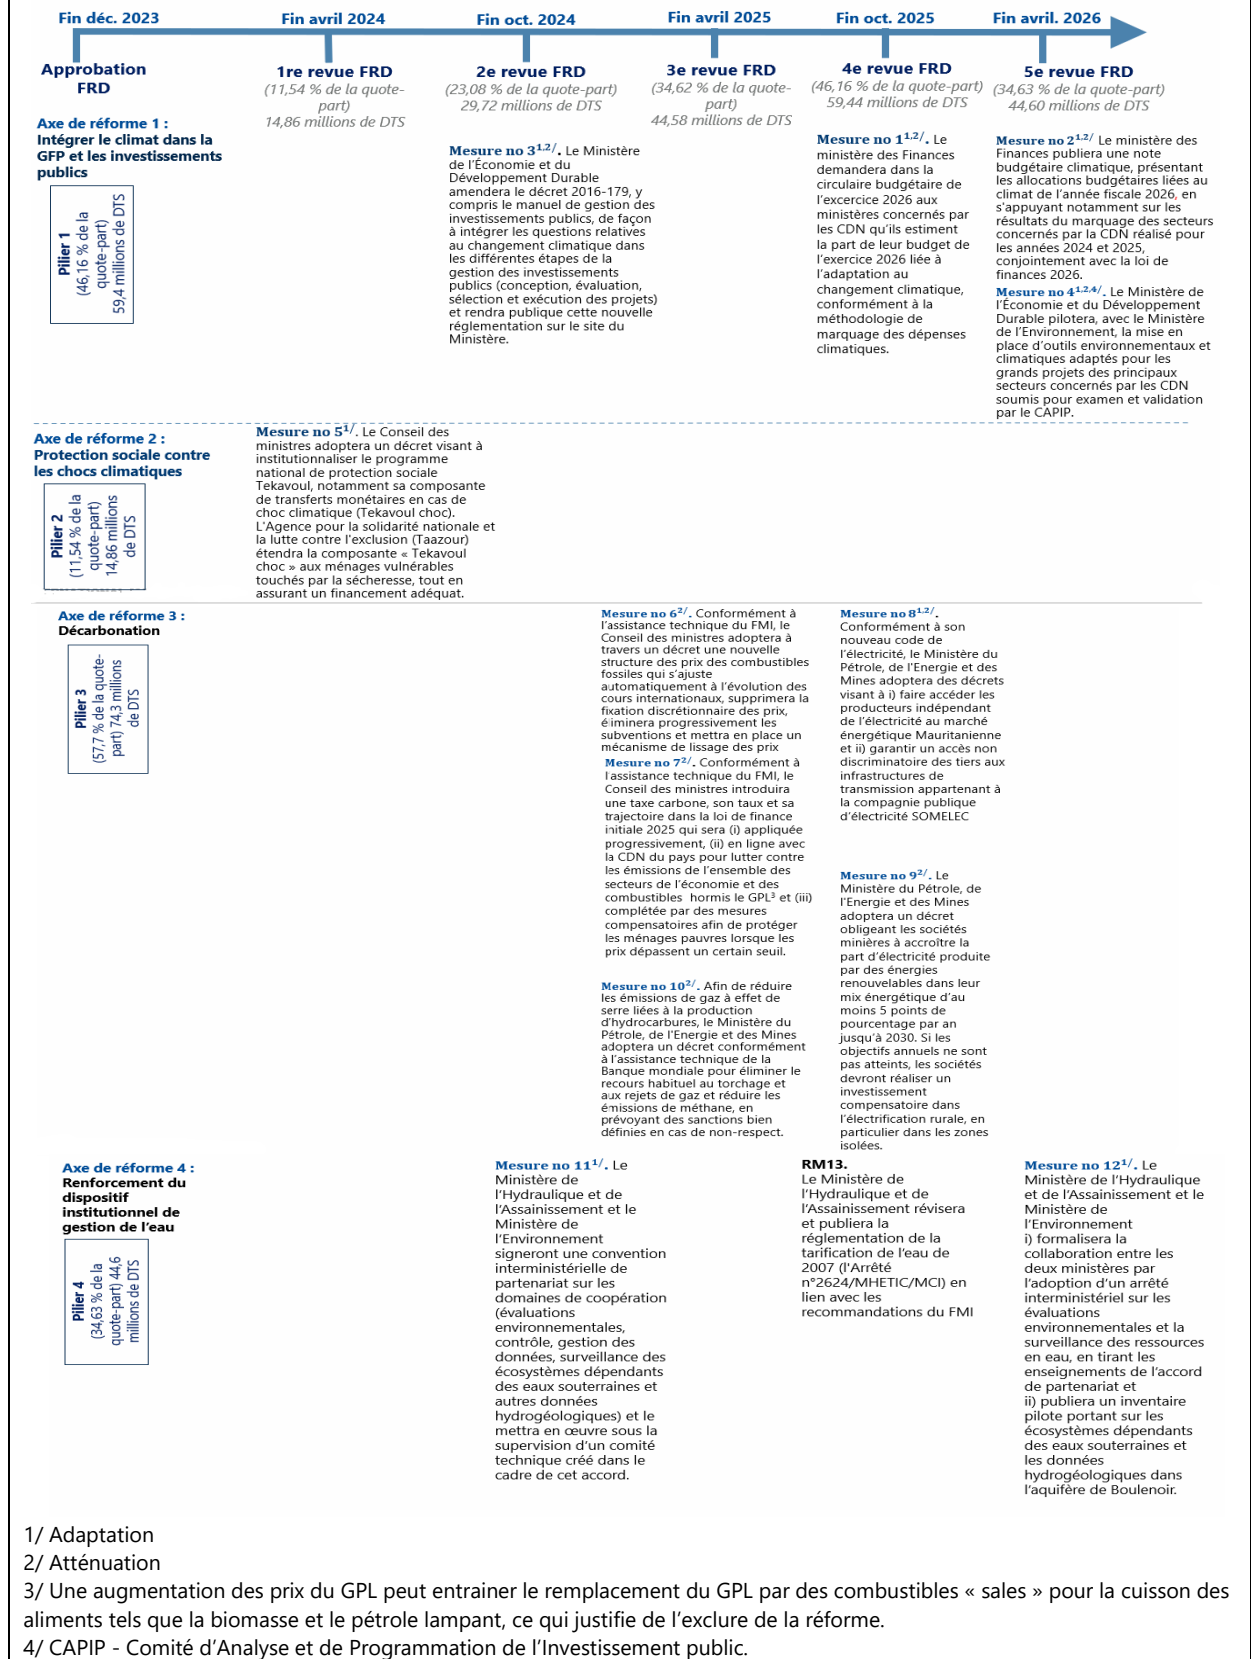 Fin déc. 2023
Fin avril 2024
Fin oct. 2024
Fin avril 2025
Fin oct. 2025
Fin avril. 2026
Approbation
FRD
1re revue FRD
(11,54 % de la quote-
part)
14,86 millions de DTS
2e revue FRD
(23,08 % de la quote-part)
29,72 millions de DTS
3e revue FRD
(34,62 % de la quote-
part)
44,58 millions de DTS
4e revue FRD
(46,16 % de la quote-part)
59,44 millions de DTS
5e revue FRD
(34,63 % de la quote-part)
44,60 millions de DTS
Axe de réforme 1 :
Intégrer le climat dans la
GFP et les investissements
publics
Pilier 1
(46,16 % de la
quote-part)
59,4 millions de DTS
Mesure no 3¹,²/. Le Ministère
de l’Économie et du
Développement Durable
amendera le décret 2016-179, y
compris le manuel de gestion des
investissements publics, de façon
à intégrer les questions relatives
au changement climatique dans
les différentes étapes de la
gestion des investissements
publics (conception, évaluation,
sélection et exécution des projets)
et rendra publique cette nouvelle
réglementation sur le site du
Ministère.
Mesure no 1¹,²/. Le
ministère des Finances
demandera dans la
circulaire budgétaire de
l’excercice 2026 aux
ministères concernés par
les CDN qu’ils estiment
la part de leur budget de
l’exercice 2026 liée à
l’adaptation au
changement climatique,
conformément à la
méthodologie de
marquage des dépenses
climatiques.
Mesure no 2¹,²/ Le ministère des
Finances publiera une note
budgétaire climatique, présentant
les allocations budgétaires liées au
climat de l’année fiscale 2026, en
s’appuyant notamment sur les
résultats du marquage des secteurs
concernés par la CDN réalisé pour
les années 2024 et 2025,
conjointement avec la loi de
finances 2026.
Mesure no 4¹,²,⁴/. Le Ministère de
l’Économie et du Développement
Durable pilotera, avec le Ministère
de l’Environnement, la mise en
place d’outils environnementaux et
climatiques adaptés pour les
grands projets des principaux
secteurs concernés par les CDN
soumis pour examen et validation
par le CAPIP.
Axe de réforme 2 :
Protection sociale contre
les chocs climatiques
Pilier 2
(11,54 % de la
quote-part)
14,86 millions
de DTS
Mesure no 5¹/. Le Conseil des
ministres adoptera un décret visant à
institutionnaliser le programme
national de protection sociale
Tekavoul, notamment sa composante
de transferts monétaires en cas de
choc climatique (Tekavoul choc).
L'Agence pour la solidarité nationale et
la lutte contre l'exclusion (Taazour)
étendra la composante « Tekavoul
choc » aux ménages vulnérables
touchés par la sécheresse, tout en
assurant un financement adéquat.
Axe de réforme 3 :
Décarbonation
Pilier 3
(57,7 % de la quote-
part) 74,3 millions
de DTS
Mesure no 6²/. Conformément à
l’assistance technique du FMI, le
Conseil des ministres adoptera à
travers un décret une nouvelle
structure des prix des combustibles
fossiles qui s’ajuste
automatiquement à l’évolution des
cours internationaux, supprimera la
fixation discrétionnaire des prix,
éliminera progressivement les
subventions et mettra en place un
mécanisme de lissage des prix
Mesure no 7²/. Conformément à
l’assistance technique du FMI, le
Conseil des ministres introduira
une taxe carbone, son taux et sa
trajectoire dans la loi de finance
initiale 2025 qui sera (i) appliquée
progressivement, (ii) en ligne avec
la CDN du pays pour lutter contre
les émissions de l’ensemble des
secteurs de l’économie et des
combustibles hormis le GPL³ et (iii)
complétée par des mesures
compensatoires afin de protéger
les ménages pauvres lorsque les
prix dépassent un certain seuil.
Mesure no 10²/. Afin de réduire
les émissions de gaz à effet de
serre liées à la production
d’hydrocarbures, le Ministère du
Pétrole, de l'Energie et des Mines
adoptera un décret conformément
à l’assistance technique de la
Banque mondiale pour éliminer le
recours habituel au torchage et
aux rejets de gaz et réduire les
émissions de méthane, en
prévoyant des sanctions bien
définies en cas de non-respect.
Mesure no 8¹,²/.
Conformément à son
nouveau code de
l’électricité, le Ministère du
Pétrole, de l'Energie et des
Mines adoptera des décrets
visant à i) faire accéder les
producteurs indépendant
de l’électricité au marché
énergétique Mauritanienne
et ii) garantir un accès non
discriminatoire des tiers aux
infrastructures de
transmission appartenant à
la compagnie publique
d’électricité SOMELEC
Mesure no 9²/. Le
Ministère du Pétrole, de
l'Energie et des Mines
adoptera un décret
obligeant les sociétés
minières à accroître la
part d’électricité produite
par des énergies
renouvelables dans leur
mix énergétique d’au
moins 5 points de
pourcentage par an
jusqu’à 2030. Si les
objectifs annuels ne sont
pas atteints, les sociétés
devront réaliser un
investissement
compensatoire dans
l’électrification rurale, en
particulier dans les zones
isolées.
Axe de réforme 4 :
Renforcement du
dispositif
institutionnel de
gestion de l’eau
Pilier 4
(34,63 % de la
quote-part) 44,6
millions de DTS
Mesure no 11¹/. Le
Ministère de
l’Hydraulique et de
l’Assainissement et le
Ministère de
l’Environnement
signeront une convention
interministérielle de
partenariat sur les
domaines de coopération
(évaluations
environnementales,
contrôle, gestion des
données, surveillance des
écosystèmes dépendants
des eaux souterraines et
autres données
hydrogéologiques) et le
mettra en œuvre sous la
supervision d’un comité
technique créé dans le
cadre de cet accord.
RM13.
Le Ministère de
l’Hydraulique et de
l’Assainissement révisera
et publiera la
réglementation de la
tarification de l’eau de
2007 (l'Arrêté
n°2624/MHETIC/MCI) en
lien avec les
recommandations du FMI
Mesure no 12¹/. Le
Ministère de l’Hydraulique
et de l’Assainissement et le
Ministère de
l’Environnement
i) formalisera la
collaboration entre les
deux ministères par
l’adoption d’un arrêté
interministériel sur les
évaluations
environnementales et la
surveillance des ressources
en eau, en tirant les
enseignements de l’accord
de partenariat et
ii) publiera un inventaire
pilote portant sur les
écosystèmes dépendants
des eaux souterraines et
les données
hydrogéologiques dans
l’aquifère de Boulenoir.
1/ Adaptation
2/ Atténuation
3/ Une augmentation des prix du GPL peut entrainer le remplacement du GPL par des combustibles « sales » pour la cuisson des
aliments tels que la biomasse et le pétrole lampant, ce qui justifie de l’exclure de la réforme.
4/ CAPIP - Comité d’Analyse et de Programmation de l’Investissement public.